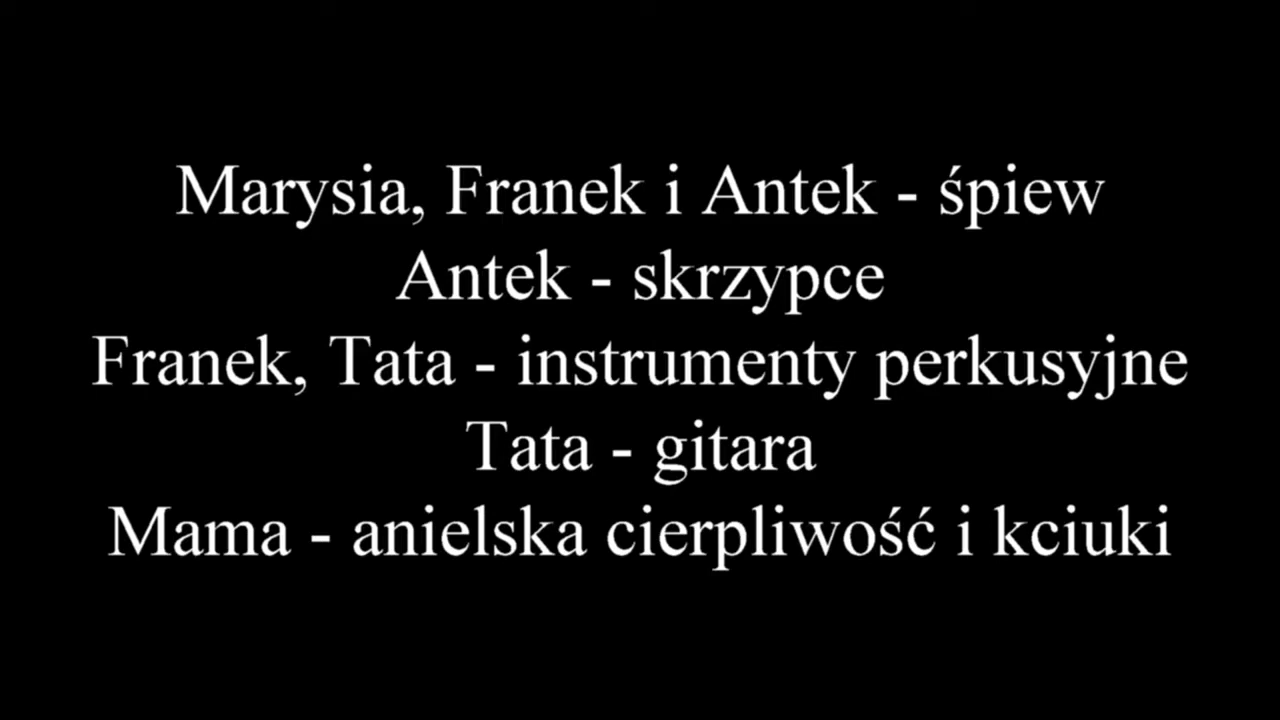 Marysia, Franek i Antek - śpiew
Antek - skrzypce
Franek, Tata - instrumenty perkusyjne
Tata - gitara
Mama - anielska cierpliwość i kciuki